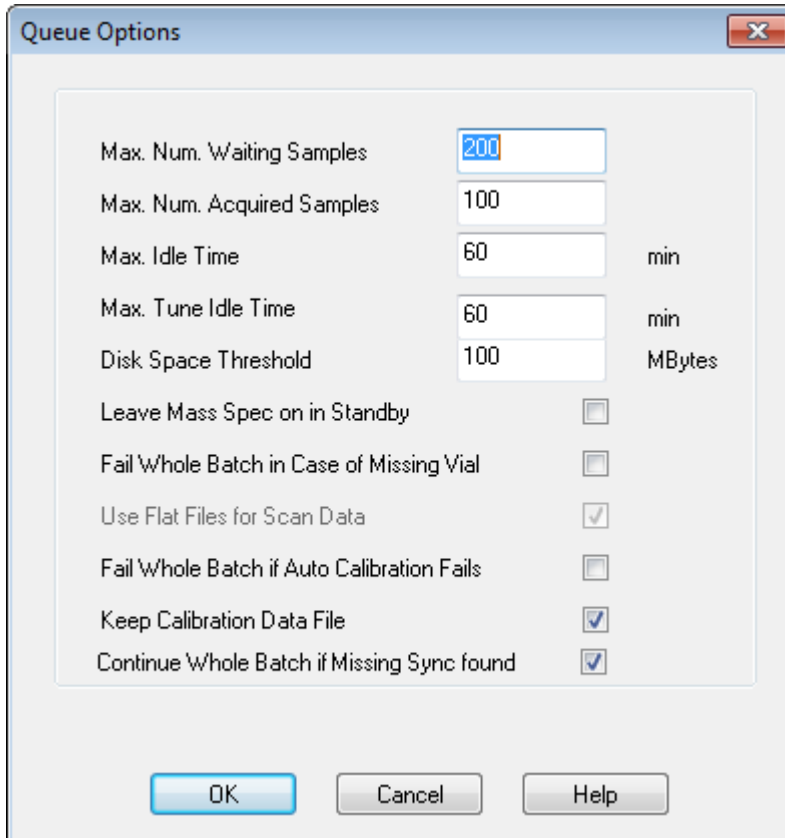 Queue Options
Max. Num. Waiting Samples 200
Max. Num. Acquired Samples 100
Max. Idle Time 60 min
Max. Tune Idle Time 60 min
Disk Space Threshold 100 MBytes
Leave Mass Spec on in Standby
Fail Whole Batch in Case of Missing Vial
Use Flat Files for Scan Data
Fail Whole Batch if Auto Calibration Fails
Keep Calibration Data File
Continue Whole Batch if Missing Sync found
OK Cancel Help